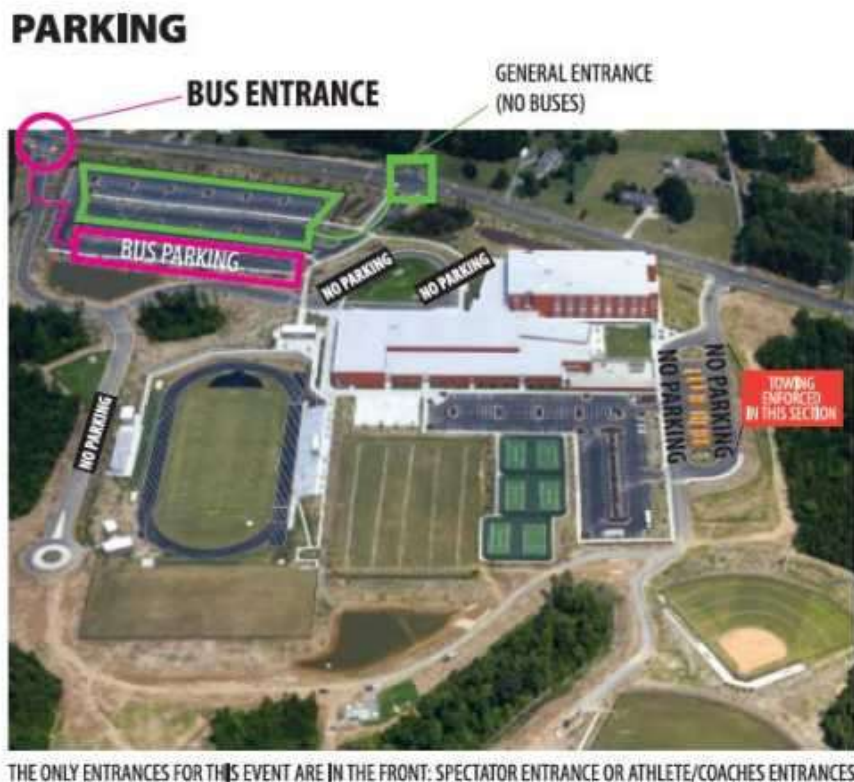 PARKING
BUS ENTRANCE
GENERAL ENTRANCE
(NO BUSES)
BUS PARKING
NO PARKING
NO PARKING
NO PARKING
NO PARKING
NO PARKING
TOWING
ENFORCED
IN THIS SECTION
THE ONLY ENTRANCES FOR THIS EVENT ARE IN THE FRONT: SPECTATOR ENTRANCE OR ATHLETE/COACHES ENTRANCES